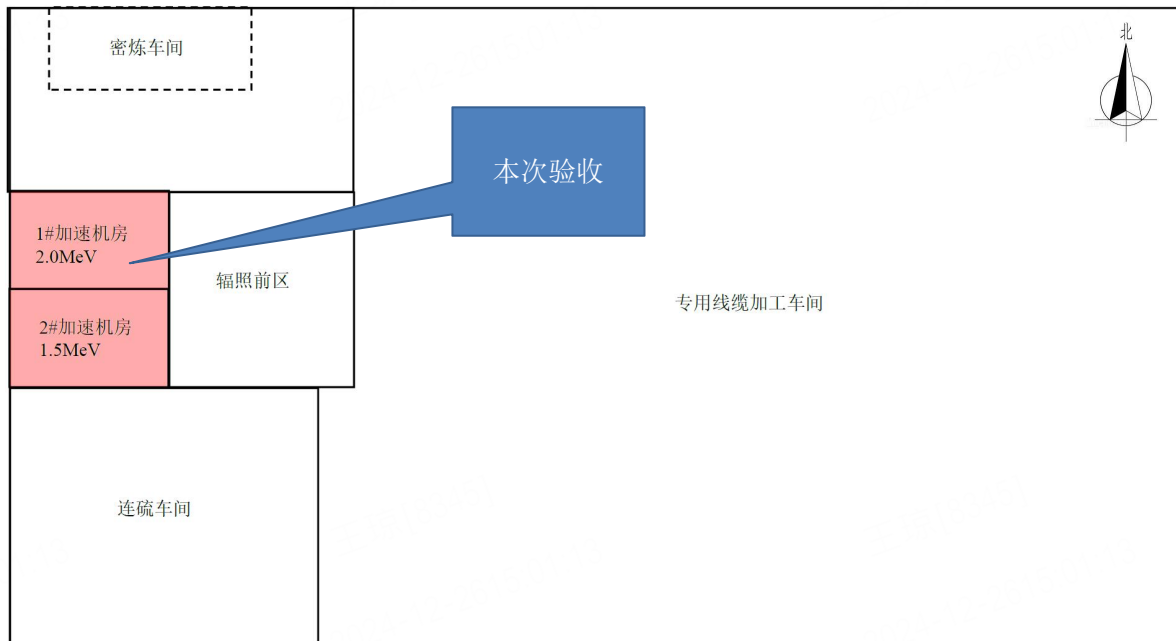 密炼车间
北
本次验收
1#加速机房
2.0MeV
辐照前区
专用线缆加工车间
2#加速机房
1.5MeV
连硫车间